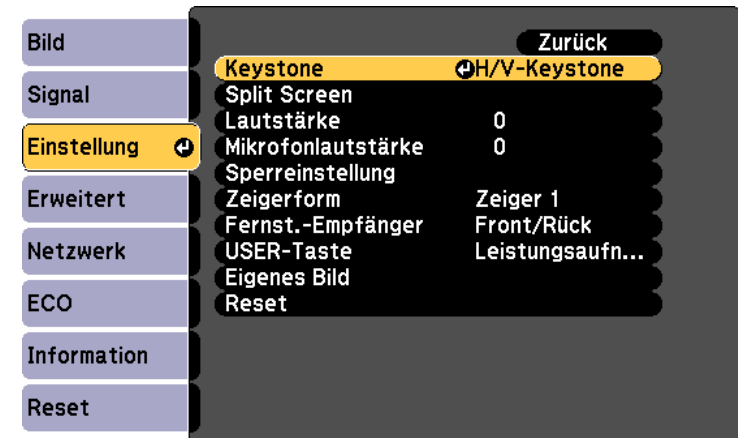 Bild
Signal
Einstellung
Erweitert
Netzwerk
ECO
Information
Reset
Zurück
Keystone H/V-Keystone
Split Screen
Lautstärke 0
Mikrofonlautstärke 0
Sperreinstellung
Zeigerform Zeiger 1
Fernst.-Empfänger Front/Rück
USER-Taste Leistungsaufn...
Eigenes Bild
Reset